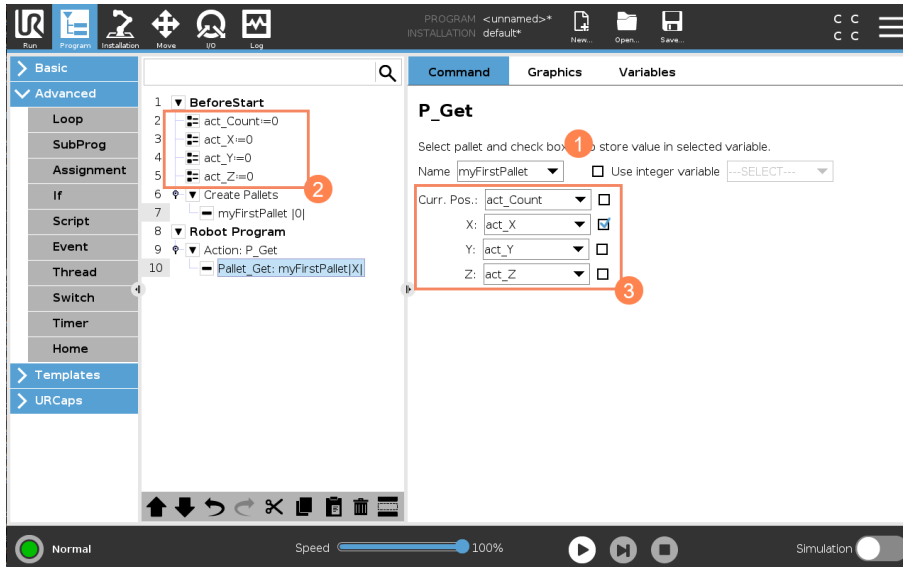 UR
PROGRAM <unnamed>*
INSTALLATION default*
Run Program Installation Move I/O Log New... Open... Save...
C C
C C
Basic
Advanced
Loop
SubProg
Assignment
If
Script
Event
Thread
Switch
Timer
Home
Templates
URCaps
1 BeforeStart
2 act_Count≔0
3 act_X≔0
4 act_Y≔0
5 act_Z≔0
2
6 Create Pallets
7 myFirstPallet |0|
8 Robot Program
9 Action: P_Get
10 Pallet_Get: myFirstPallet|X|
Command Graphics Variables
P_Get
1
Select pallet and check box to store value in selected variable.
Name myFirstPallet Use integer variable ---SELECT---
Curr. Pos.: act_Count
X: act_X
Y: act_Y
Z: act_Z
3
Normal Speed 100% Simulation